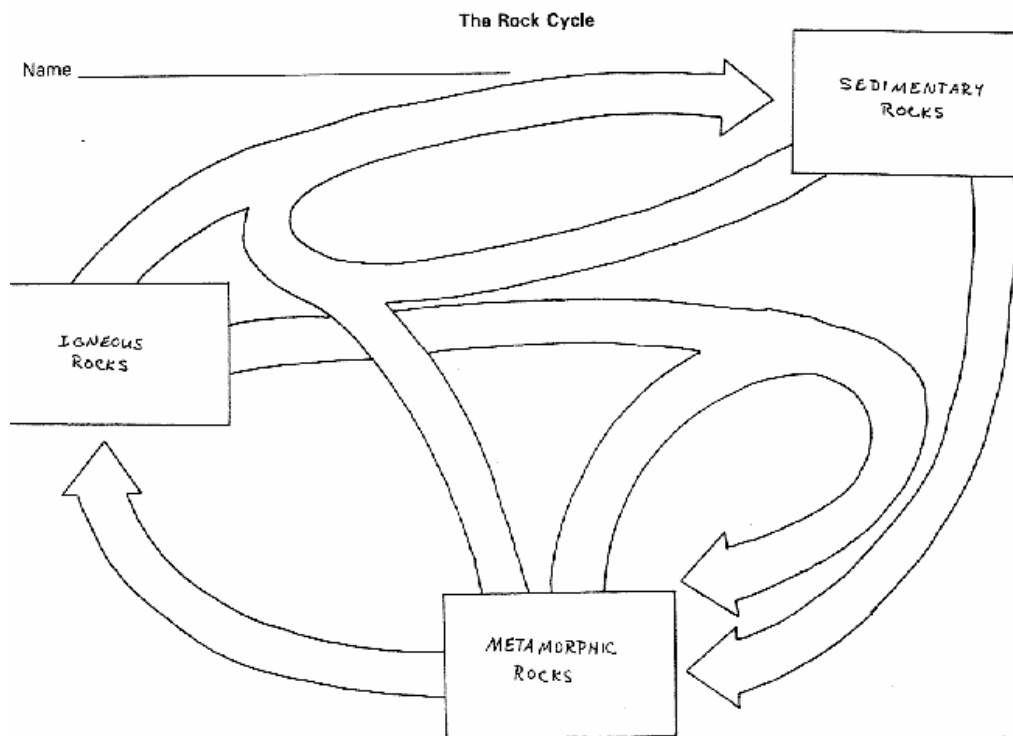 The Rock Cycle
Name
SEDIMENTARY
ROCKS
IGNEOUS
ROCKS
METAMORPHIC
ROCKS